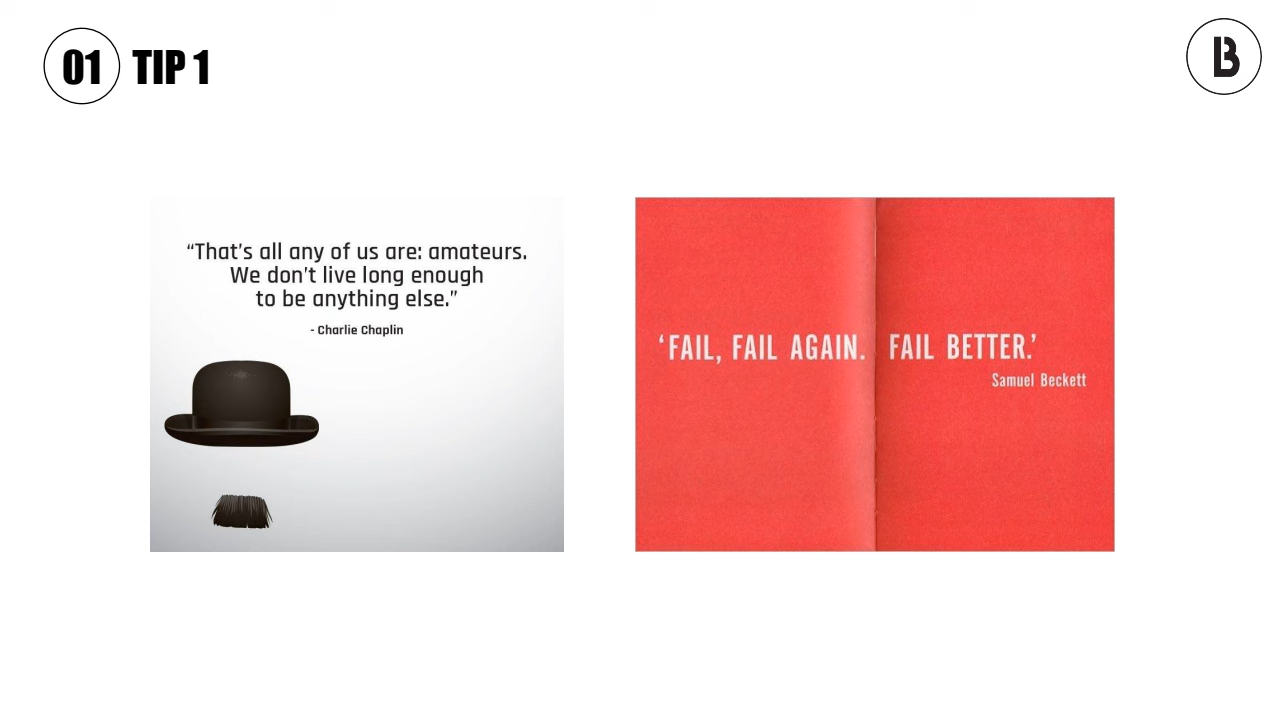 01 TIP 1
B
“That’s all any of us are: amateurs.
We don’t live long enough
to be anything else.”
- Charlie Chaplin
‘FAIL, FAIL AGAIN. FAIL BETTER.’
Samuel Beckett